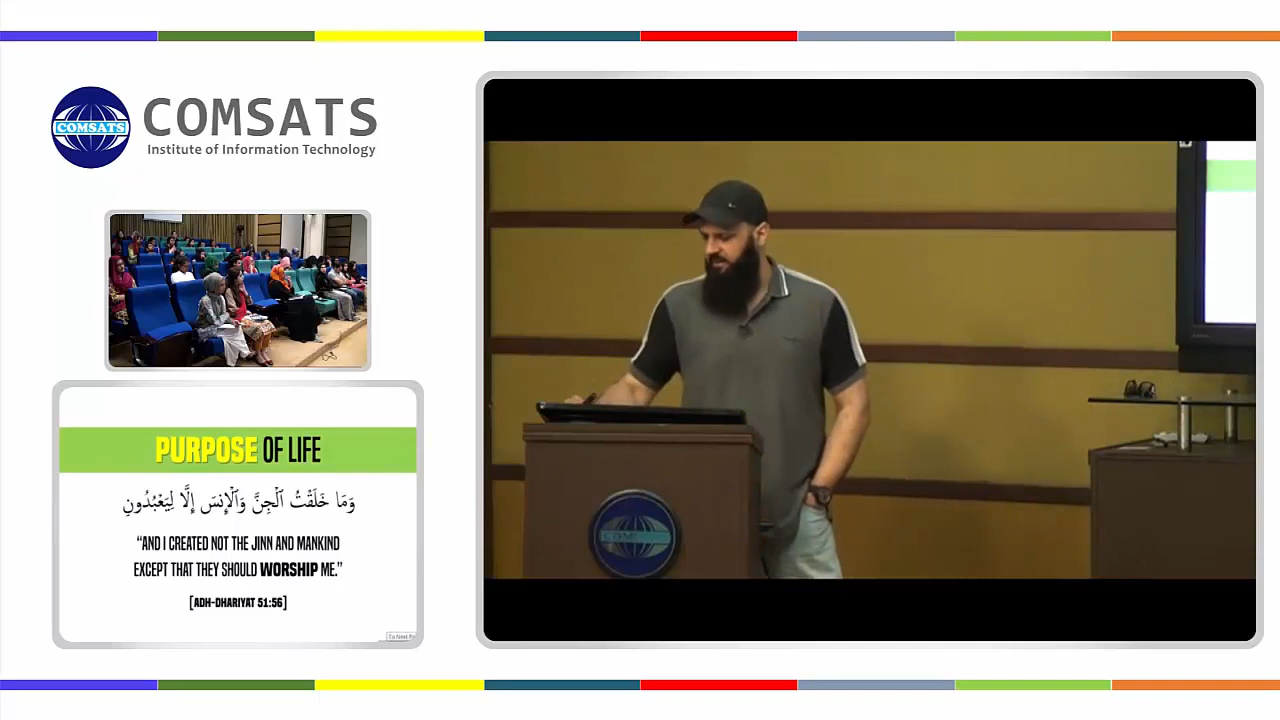 COMSATS
COMSATS
Institute of Information Technology
PURPOSE OF LIFE
وَمَا خَلَقْتُ ٱلْجِنَّ وَٱلْإِنسَ إِلَّا لِيَعْبُدُونِ
“AND I CREATED NOT THE JINN AND MANKIND
EXCEPT THAT THEY SHOULD WORSHIP ME.”
[ADH-DHARIYAT 51:56]